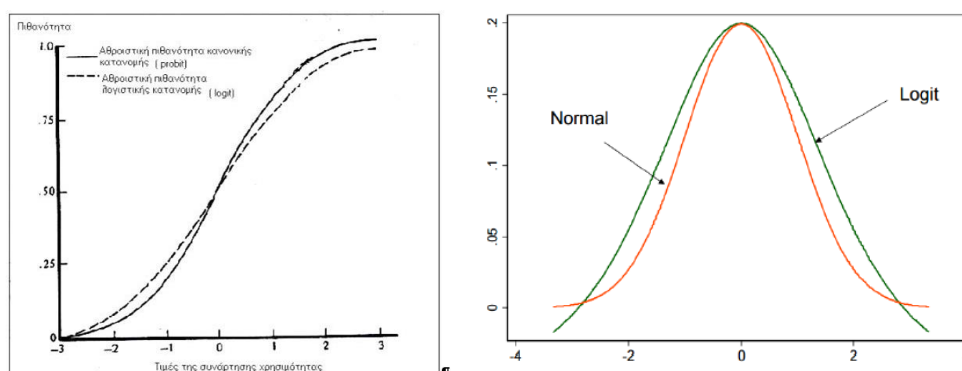 Πιθανότητα
1.0
Αθροιστική πιθανότητα κανονικής
κατανομής ( probit)
Αθροιστική πιθανότητα
λογιστικής κατανομής ( logit)
.75
.50
.25
0
-3 -2 -1 0 1 2 3
Τιμές της συνάρτησης χρησιμότητας
.2
.15
.1
.05
0
Normal
Logit
-4 -2 0 2